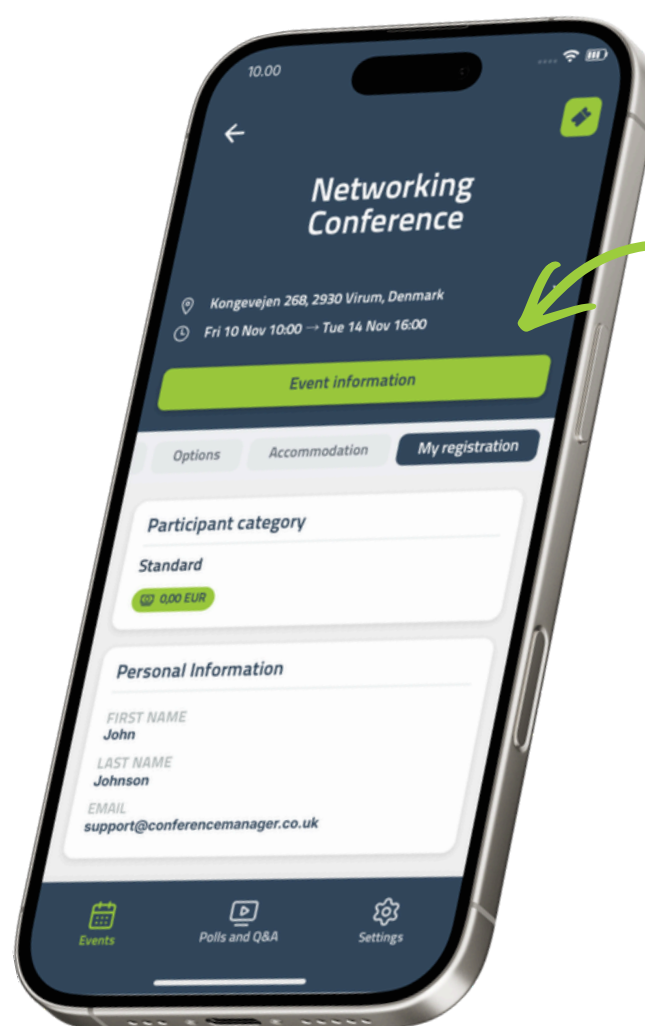 10.00
Networking
Conference
Kongevejen 268, 2930 Virum, Denmark
Fri 10 Nov 10:00 → Tue 14 Nov 16:00
Event information
Options
Accommodation
My registration
Participant category
Standard
0,00 EUR
Personal Information
FIRST NAME
John
LAST NAME
Johnson
EMAIL
support@conferencemanager.co.uk
Events
Polls and Q&A
Settings